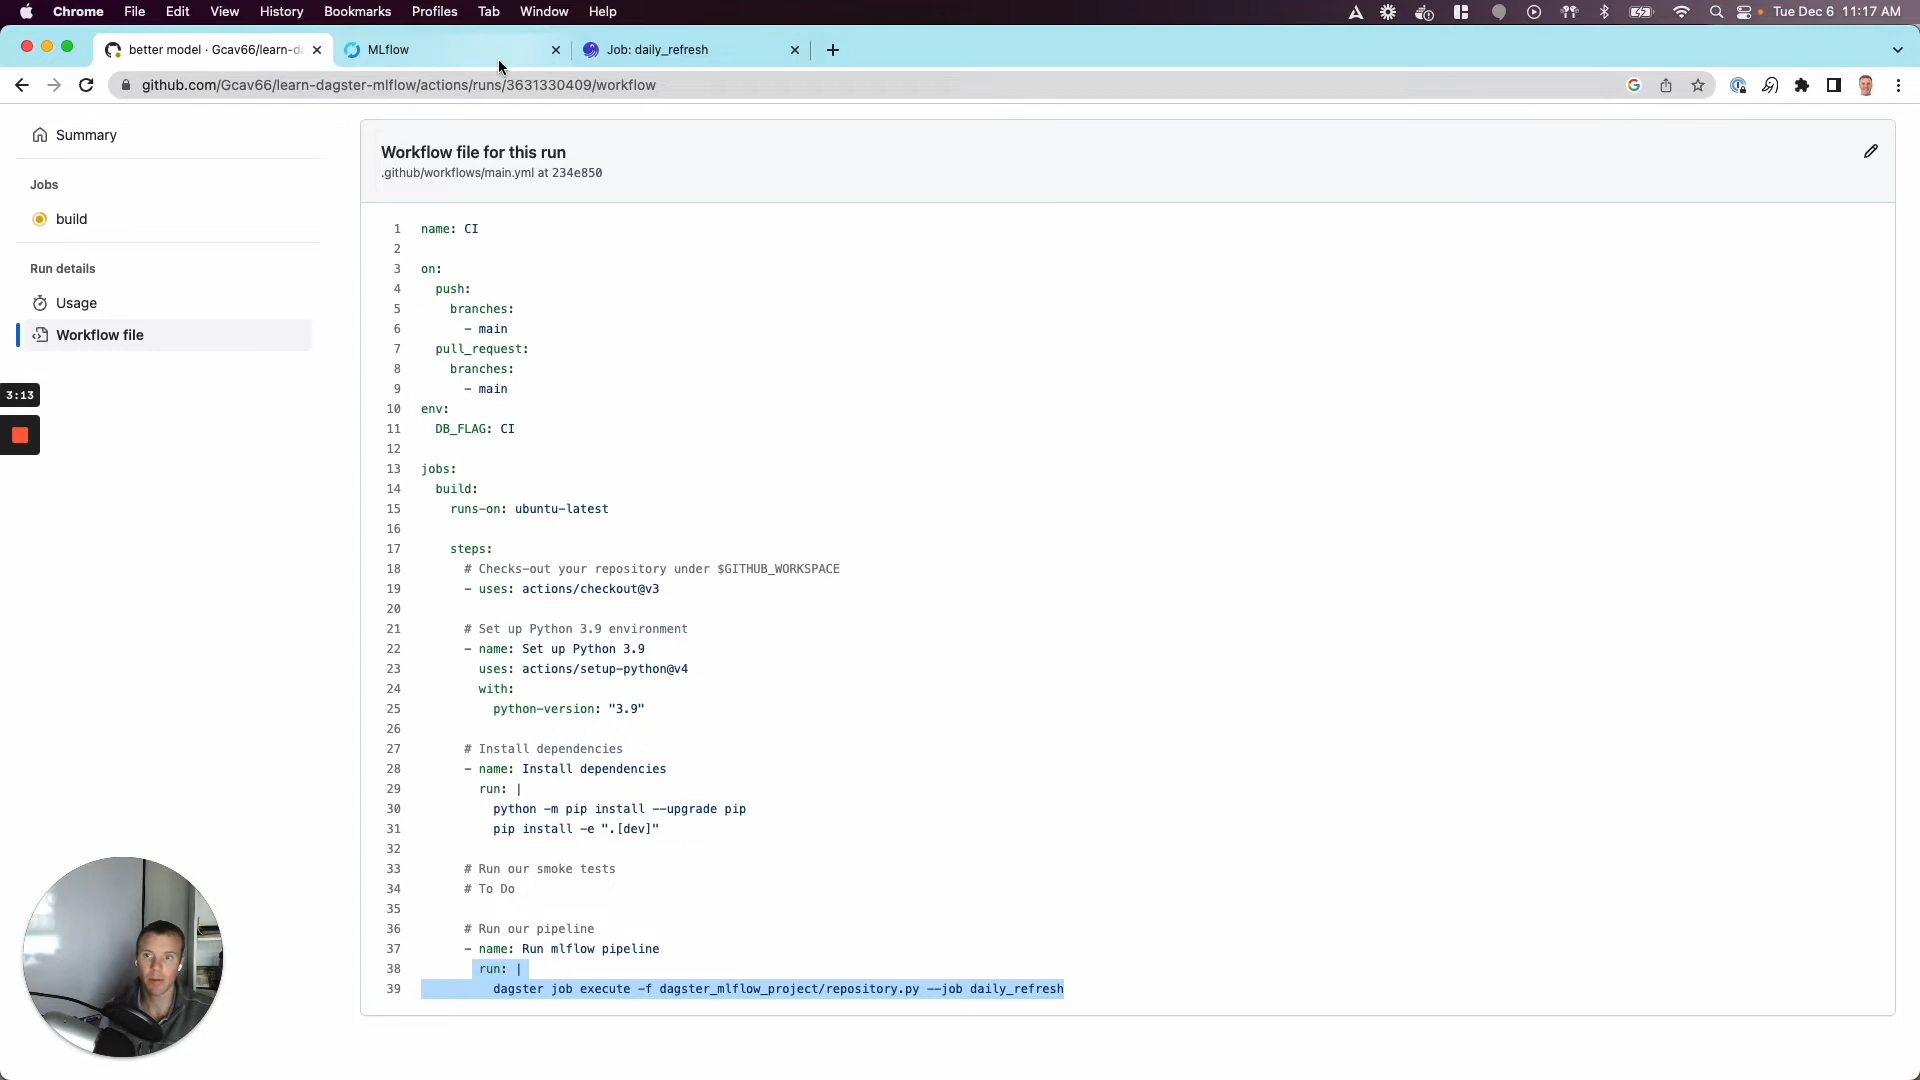 Chrome File Edit View History Bookmarks Profiles Tab Window Help Tue Dec 6 11:17 AM
better model · Gcav66/learn-d MLflow Job: daily_refresh
github.com/Gcav66/learn-dagster-mlflow/actions/runs/3631330409/workflow
Summary
Jobs
build
Run details
Usage
Workflow file
3:13
Workflow file for this run
.github/workflows/main.yml at 234e850
1 name: CI
2
3 on:
4 push:
5 branches:
6 - main
7 pull_request:
8 branches:
9 - main
10 env:
11 DB_FLAG: CI
12
13 jobs:
14 build:
15 runs-on: ubuntu-latest
16
17 steps:
18 # Checks-out your repository under $GITHUB_WORKSPACE
19 - uses: actions/checkout@v3
20
21 # Set up Python 3.9 environment
22 - name: Set up Python 3.9
23 uses: actions/setup-python@v4
24 with:
25 python-version: "3.9"
26
27 # Install dependencies
28 - name: Install dependencies
29 run: |
30 python -m pip install --upgrade pip
31 pip install -e ".[dev]"
32
33 # Run our smoke tests
34 # To Do
35
36 # Run our pipeline
37 - name: Run mlflow pipeline
38 run: |
39 dagster job execute -f dagster_mlflow_project/repository.py --job daily_refresh